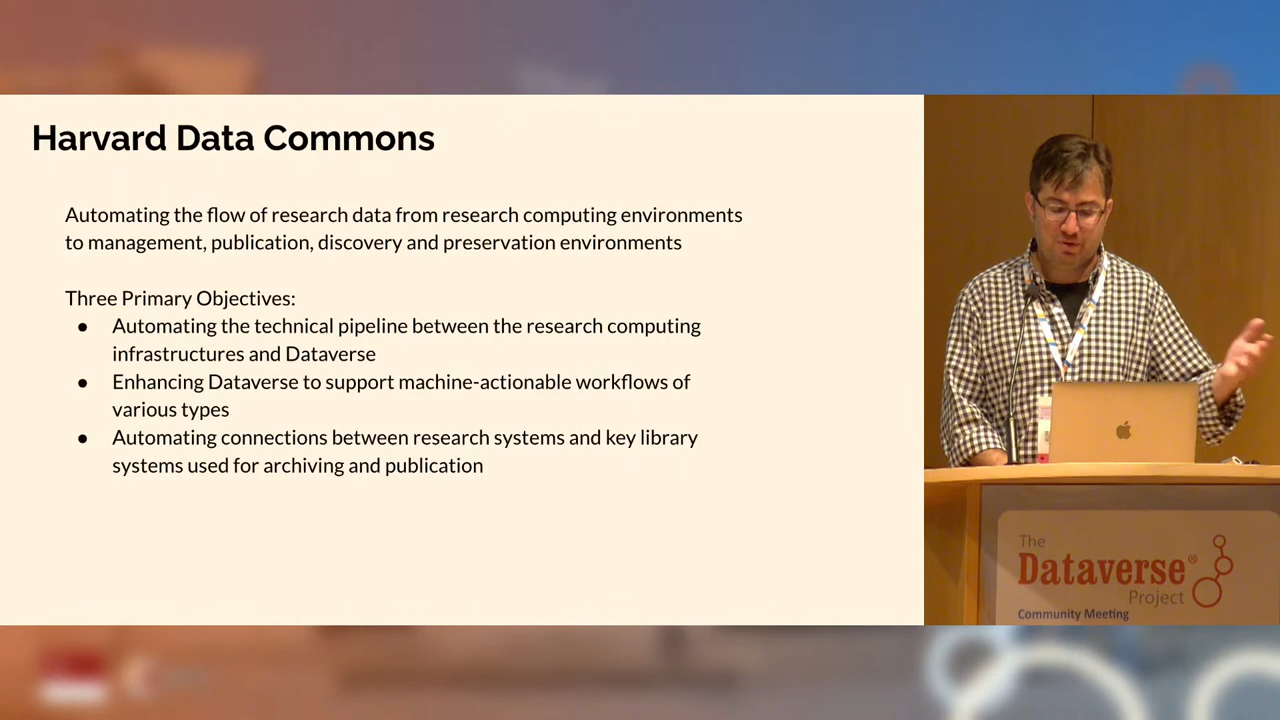 Harvard Data Commons
Automating the flow of research data from research computing environments
to management, publication, discovery and preservation environments
Three Primary Objectives:
● Automating the technical pipeline between the research computing
infrastructures and Dataverse
● Enhancing Dataverse to support machine-actionable workflows of
various types
● Automating connections between research systems and key library
systems used for archiving and publication
The
Dataverse®
Project
Community Meeting